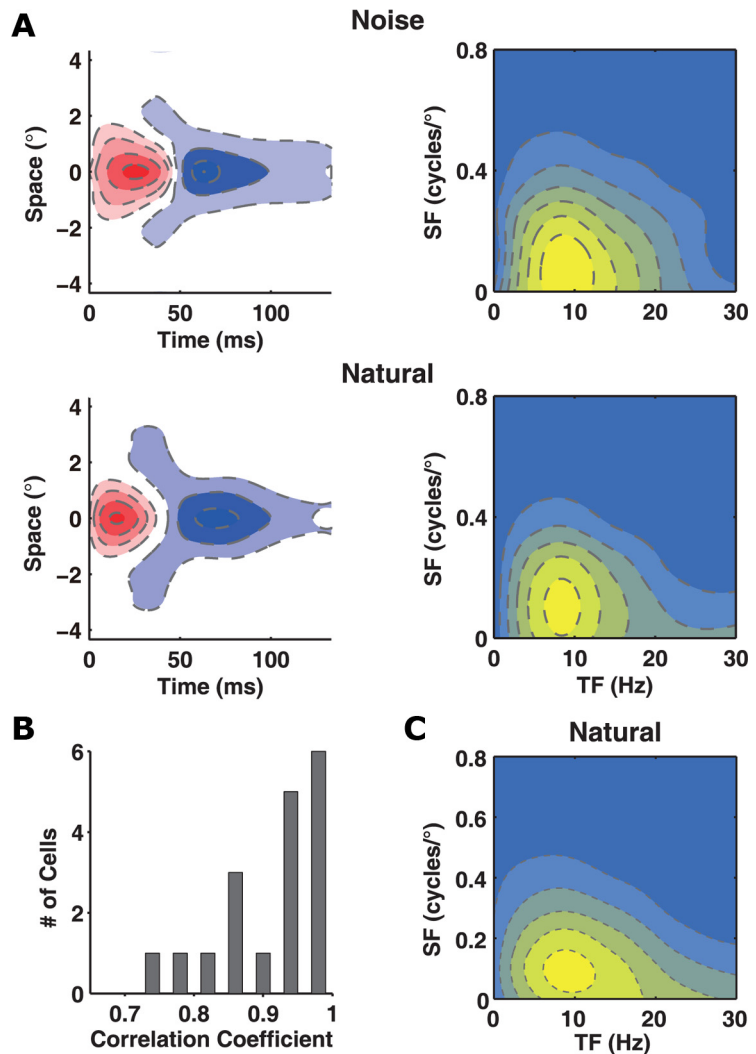 A
Noise
4
2
0
−2
−4
Space (°)
0 50 100
Time (ms)
0.8
0.4
0
SF (cycles/°)
0 10 20 30
Natural
4
2
0
−2
−4
Space (°)
0 50 100
Time (ms)
0.8
0.4
0
SF (cycles/°)
0 10 20 30
TF (Hz)
B
6
4
2
0
# of Cells
0.7 0.8 0.9 1
Correlation Coefficient
C
Natural
0.8
0.6
0.4
0.2
0
SF (cycles/°)
0 10 20 30
TF (Hz)